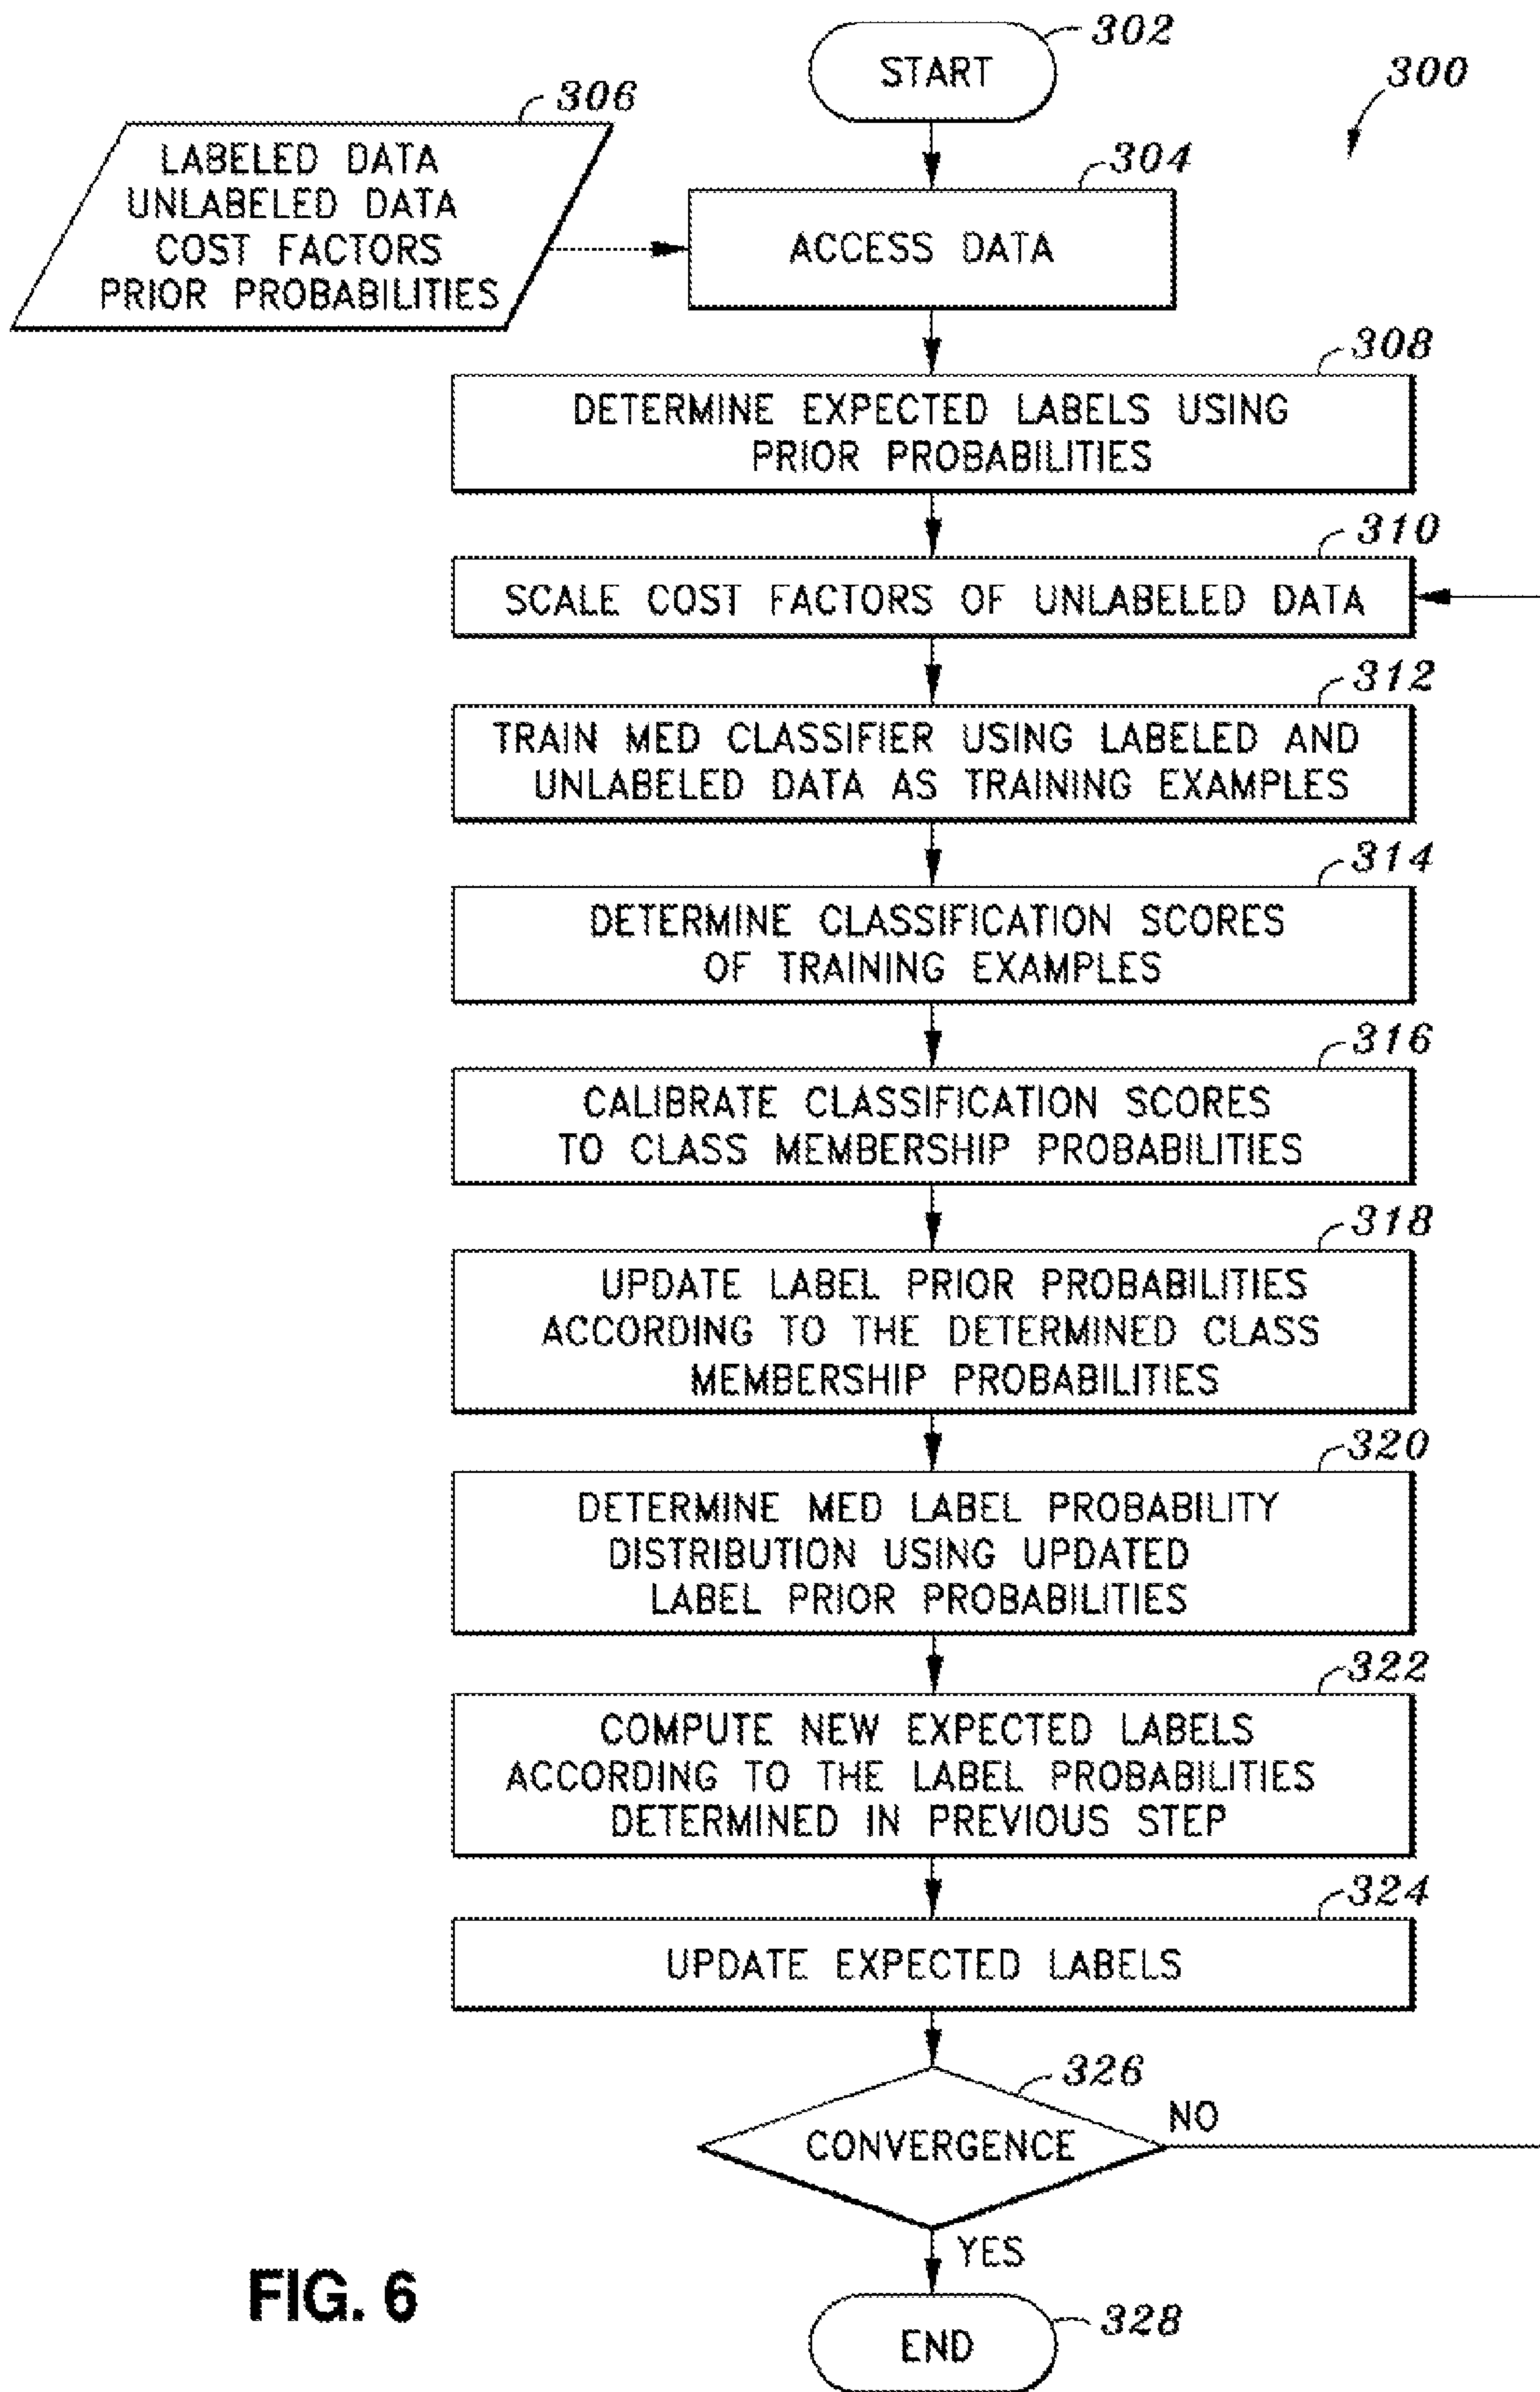 302
START
300
306
LABELED DATA
UNLABELED DATA
COST FACTORS
PRIOR PROBABILITIES
304
ACCESS DATA
308
DETERMINE EXPECTED LABELS USING
PRIOR PROBABILITIES
310
SCALE COST FACTORS OF UNLABELED DATA
312
TRAIN MED CLASSIFIER USING LABELED AND
UNLABELED DATA AS TRAINING EXAMPLES
314
DETERMINE CLASSIFICATION SCORES
OF TRAINING EXAMPLES
316
CALIBRATE CLASSIFICATION SCORES
TO CLASS MEMBERSHIP PROBABILITIES
318
UPDATE LABEL PRIOR PROBABILITIES
ACCORDING TO THE DETERMINED CLASS
MEMBERSHIP PROBABILITIES
320
DETERMINE MED LABEL PROBABILITY
DISTRIBUTION USING UPDATED
LABEL PRIOR PROBABILITIES
322
COMPUTE NEW EXPECTED LABELS
ACCORDING TO THE LABEL PROBABILITIES
DETERMINED IN PREVIOUS STEP
324
UPDATE EXPECTED LABELS
326
CONVERGENCE
NO
YES
FIG. 6
END
328